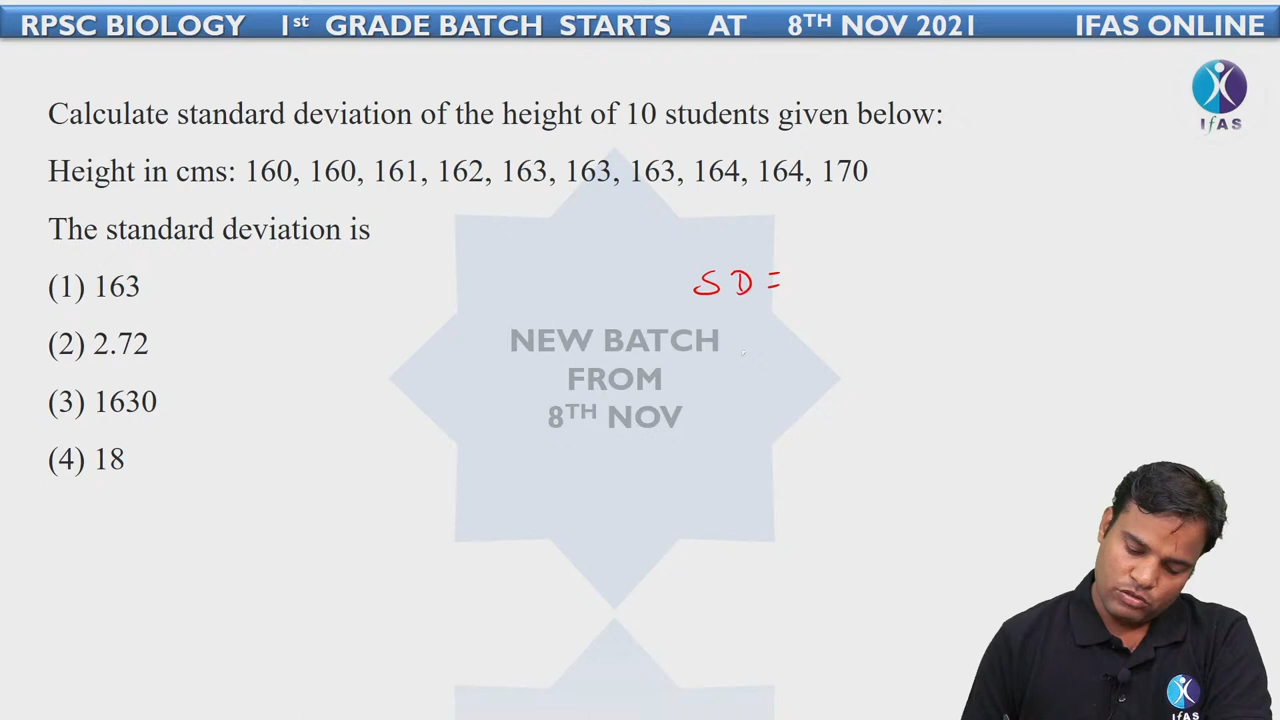 RPSC BIOLOGY 1st GRADE BATCH STARTS AT 8TH NOV 2021 IFAS ONLINE
IfAS
Calculate standard deviation of the height of 10 students given below:
Height in cms: 160, 160, 161, 162, 163, 163, 163, 164, 164, 170
The standard deviation is
(1) 163
SD =
(2) 2.72
(3) 1630
(4) 18
NEW BATCH
FROM
8TH NOV
IfAS